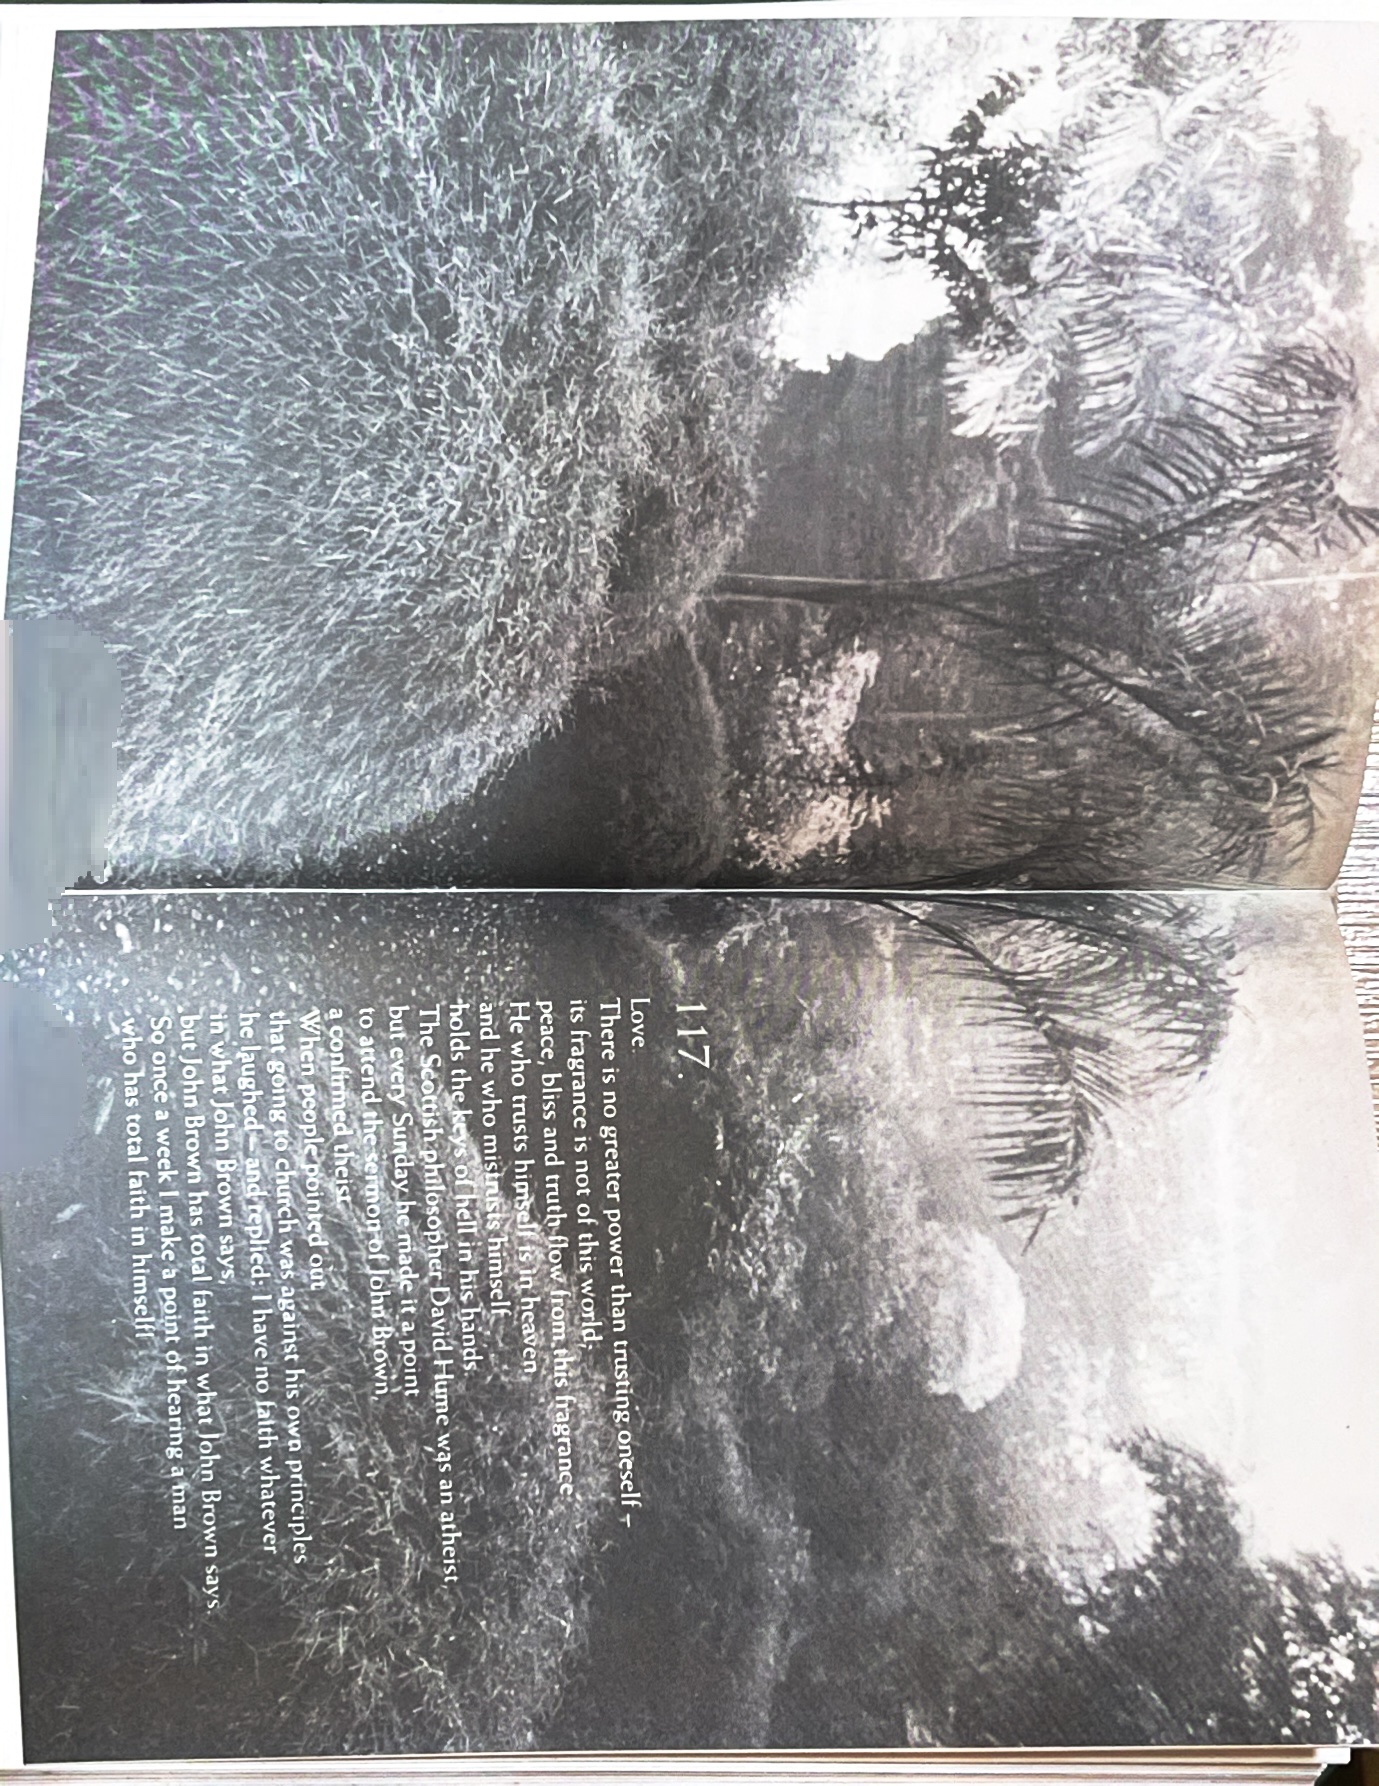 117.
Love.
There is no greater power than trusting oneself –
its fragrance is not of this world;
peace, bliss and truth flow from this fragrance
He who trusts himself is in heaven
and he who mistrusts himself
holds the keys of hell in his hands.
The Scottish philosopher David Hume was an atheist,
but every Sunday he made it a point
to attend the sermon of John Brown,
a confirmed theist
When people pointed out
that going to church was against his own principles
he laughed – and replied: I have no faith whatever
in what John Brown says,
but John Brown has total faith in what John Brown says.
So once a week I make a point of hearing a man
who has total faith in himself!